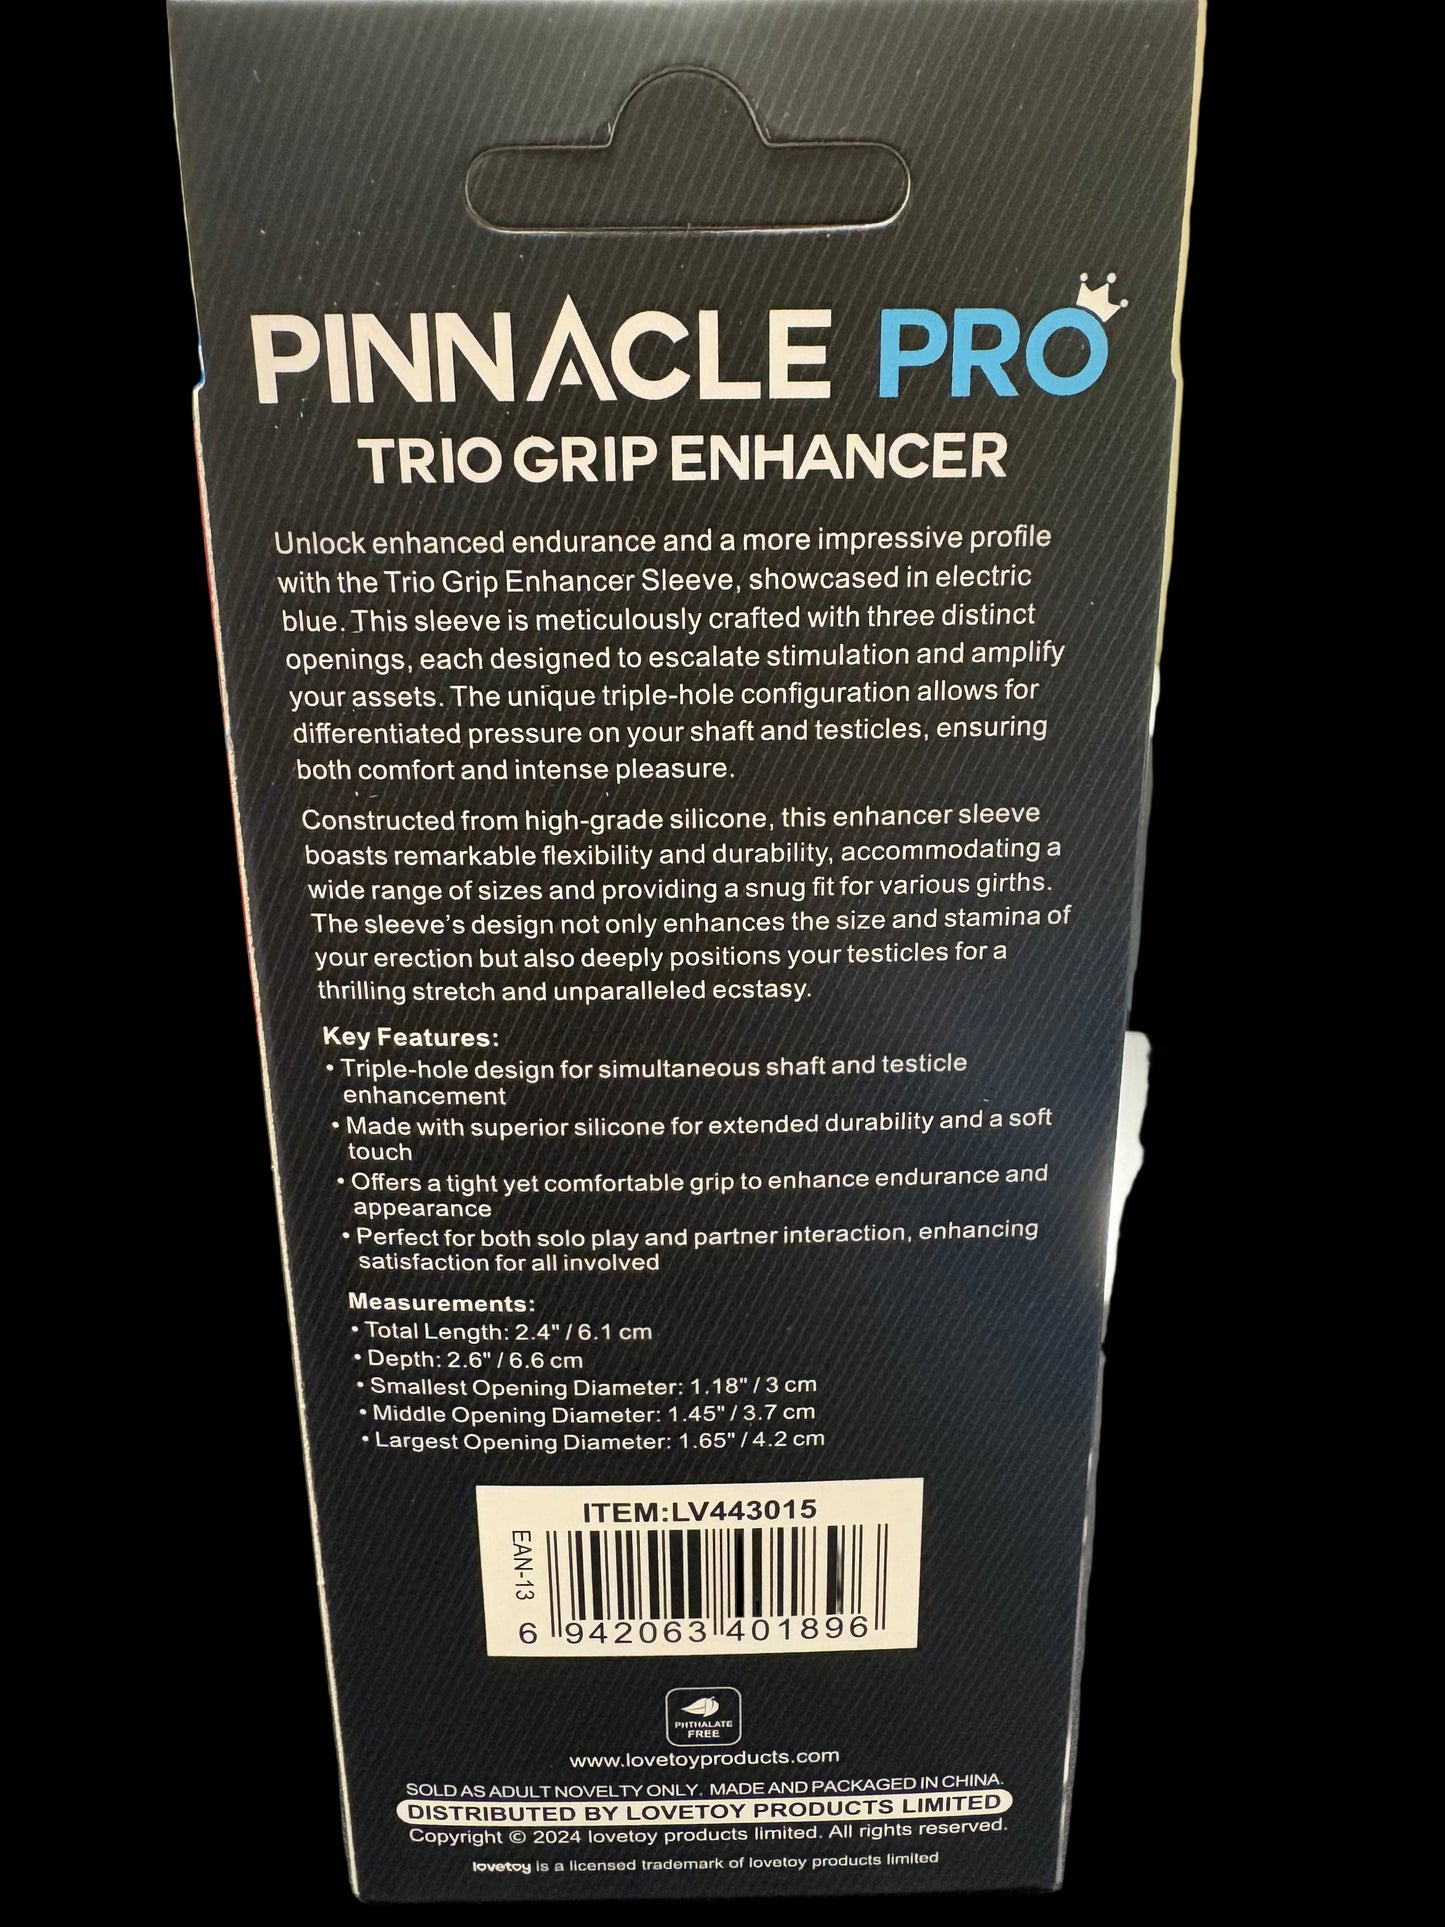 PINNACLE PRO
TRIO GRIP ENHANCER
Unlock enhanced endurance and a more impressive profile
with the Trio Grip Enhancer Sleeve, showcased in electric
blue. This sleeve is meticulously crafted with three distinct
openings, each designed to escalate stimulation and amplify
your assets. The unique triple-hole configuration allows for
differentiated pressure on your shaft and testicles, ensuring
both comfort and intense pleasure.
Constructed from high-grade silicone, this enhancer sleeve
boasts remarkable flexibility and durability, accommodating a
wide range of sizes and providing a snug fit for various girths.
The sleeve's design not only enhances the size and stamina of
your erection but also deeply positions your testicles for a
thrilling stretch and unparalleled ecstasy.
Key Features:
• Triple-hole design for simultaneous shaft and testicle
enhancement
• Made with superior silicone for extended durability and a soft
touch
• Offers a tight yet comfortable grip to enhance endurance and
appearance
• Perfect for both solo play and partner interaction, enhancing
satisfaction for all involved
Measurements:
• Total Length: 2.4" / 6.1 cm
• Depth: 2.6" / 6.6 cm
• Smallest Opening Diameter: 1.18" / 3 cm
• Middle Opening Diameter: 1.45" / 3.7 cm
• Largest Opening Diameter: 1.65" / 4.2 cm
ITEM:LV443015
EAN-13
6 942063 401896
PHTHALATE
FREE
www.lovetoyproducts.com
SOLD AS ADULT NOVELTY ONLY. MADE AND PACKAGED IN CHINA.
DISTRIBUTED BY LOVETOY PRODUCTS LIMITED
Copyright © 2024 lovetoy products limited. All rights reserved.
lovetoy is a licensed trademark of lovetoy products limited